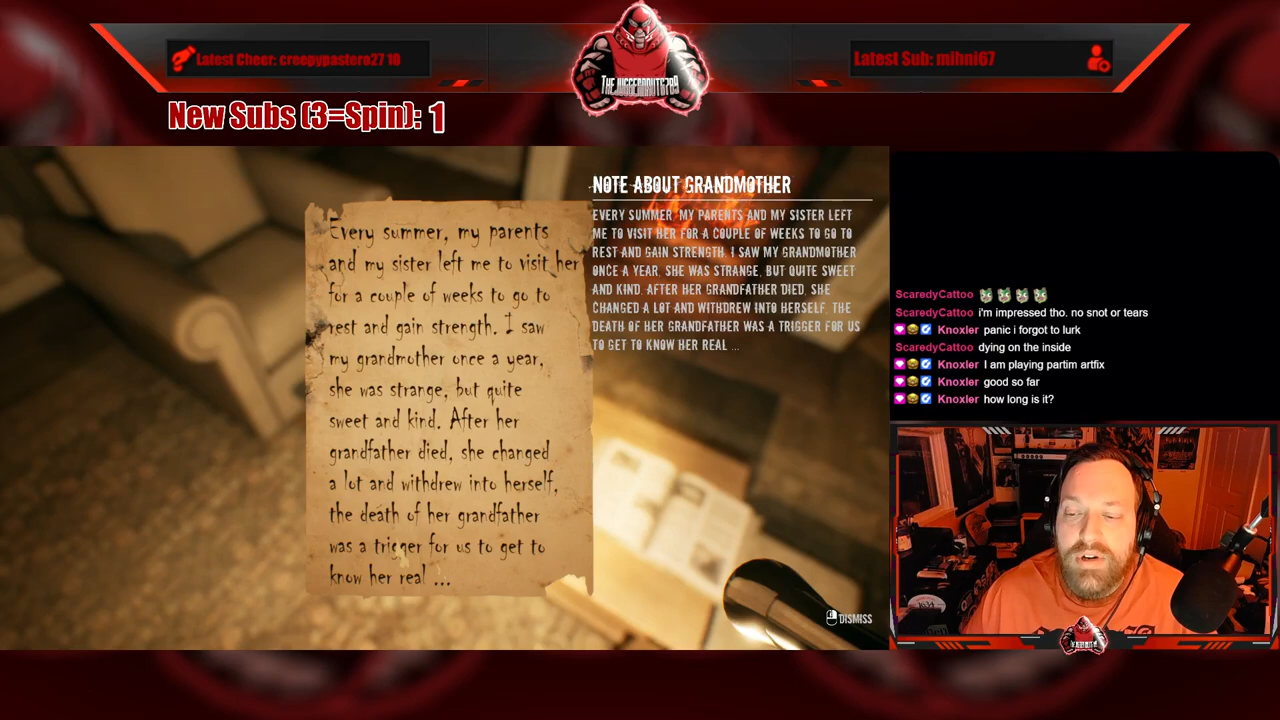 Latest Cheer: creepypastero27 10
THEJUGGERNAUT6789
Latest Sub: mihni67
New Subs (3=Spin): 1
Every summer, my parents
and my sister left me to visit her
for a couple of weeks to go to
rest and gain strength. I saw
my grandmother once a year,
she was strange, but quite
sweet and kind. After her
grandfather died, she changed
a lot and withdrew into herself,
the death of her grandfather
was a trigger for us to get to
know her real ...
NOTE ABOUT GRANDMOTHER
EVERY SUMMER, MY PARENTS AND MY SISTER LEFT
ME TO VISIT HER FOR A COUPLE OF WEEKS TO GO TO
REST AND GAIN STRENGTH. I SAW MY GRANDMOTHER
ONCE A YEAR, SHE WAS STRANGE, BUT QUITE SWEET
AND KIND. AFTER HER GRANDFATHER DIED, SHE
CHANGED A LOT AND WITHDREW INTO HERSELF, THE
DEATH OF HER GRANDFATHER WAS A TRIGGER FOR US
TO GET TO KNOW HER REAL ...
DISMISS
ScaredyCattoo
ScaredyCattoo i'm impressed tho. no snot or tears
Knoxler panic i forgot to lurk
ScaredyCattoo dying on the inside
Knoxler I am playing partim artfix
Knoxler good so far
Knoxler how long is it?